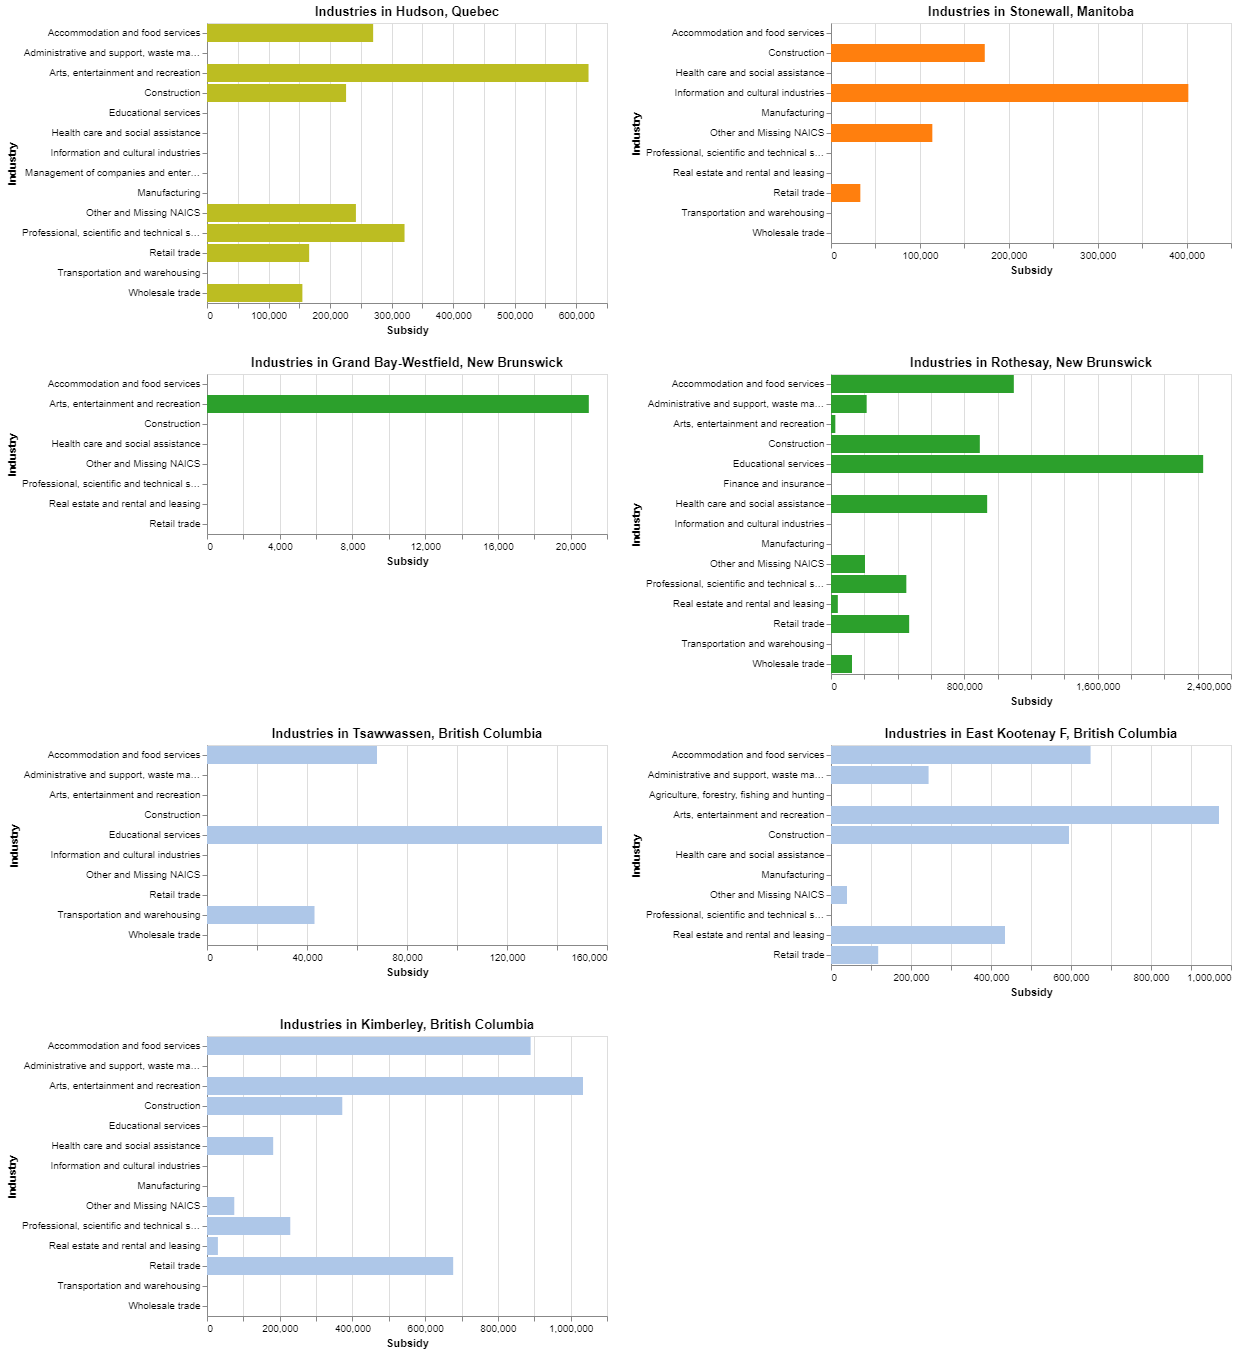 Industries in Hudson, Quebec
Industry
Accommodation and food services
Administrative and support, waste ma…
Arts, entertainment and recreation
Construction
Educational services
Health care and social assistance
Information and cultural industries
Management of companies and enter…
Manufacturing
Other and Missing NAICS
Professional, scientific and technical s…
Retail trade
Transportation and warehousing
Wholesale trade
0 100,000 200,000 300,000 400,000 500,000 600,000
Subsidy
Industries in Stonewall, Manitoba
Industry
Accommodation and food services
Construction
Health care and social assistance
Information and cultural industries
Manufacturing
Other and Missing NAICS
Professional, scientific and technical s…
Real estate and rental and leasing
Retail trade
Transportation and warehousing
Wholesale trade
0 100,000 200,000 300,000 400,000
Subsidy
Industries in Grand Bay-Westfield, New Brunswick
Industry
Accommodation and food services
Arts, entertainment and recreation
Construction
Health care and social assistance
Other and Missing NAICS
Professional, scientific and technical s…
Real estate and rental and leasing
Retail trade
0 4,000 8,000 12,000 16,000 20,000
Subsidy
Industries in Rothesay, New Brunswick
Industry
Accommodation and food services
Administrative and support, waste ma…
Arts, entertainment and recreation
Construction
Educational services
Finance and insurance
Health care and social assistance
Information and cultural industries
Manufacturing
Other and Missing NAICS
Professional, scientific and technical s…
Real estate and rental and leasing
Retail trade
Transportation and warehousing
Wholesale trade
0 800,000 1,600,000 2,400,000
Subsidy
Industries in Tsawwassen, British Columbia
Industry
Accommodation and food services
Administrative and support, waste ma…
Arts, entertainment and recreation
Construction
Educational services
Information and cultural industries
Other and Missing NAICS
Retail trade
Transportation and warehousing
Wholesale trade
0 40,000 80,000 120,000 160,000
Subsidy
Industries in East Kootenay F, British Columbia
Industry
Accommodation and food services
Administrative and support, waste ma…
Agriculture, forestry, fishing and hunting
Arts, entertainment and recreation
Construction
Health care and social assistance
Manufacturing
Other and Missing NAICS
Professional, scientific and technical s…
Real estate and rental and leasing
Retail trade
0 200,000 400,000 600,000 800,000 1,000,000
Subsidy
Industries in Kimberley, British Columbia
Industry
Accommodation and food services
Administrative and support, waste ma…
Arts, entertainment and recreation
Construction
Educational services
Health care and social assistance
Information and cultural industries
Manufacturing
Other and Missing NAICS
Professional, scientific and technical s…
Real estate and rental and leasing
Retail trade
Transportation and warehousing
Wholesale trade
0 200,000 400,000 600,000 800,000 1,000,000
Subsidy